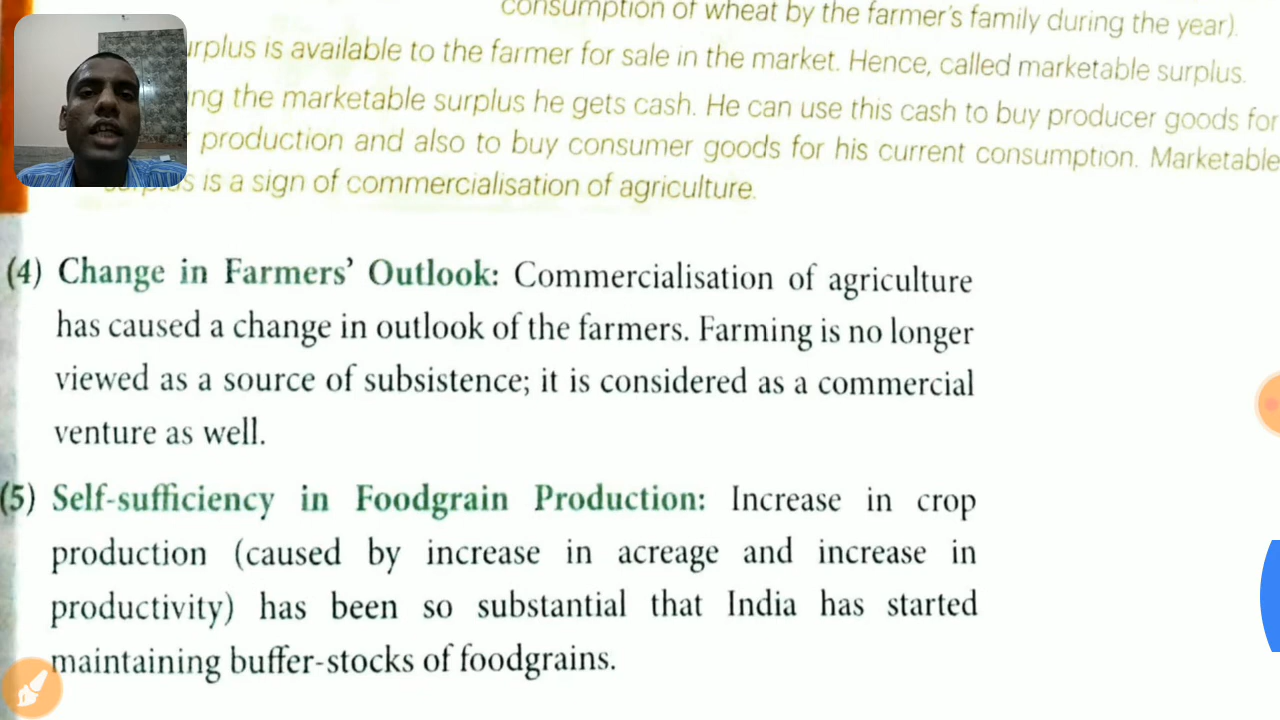 consumption of wheat by the farmer's family during the year).
urplus is available to the farmer for sale in the market. Hence, called marketable surplus.
ng the marketable surplus he gets cash. He can use this cash to buy producer goods for
production and also to buy consumer goods for his current consumption. Marketable
surplus is a sign of commercialisation of agriculture.
(4) Change in Farmers' Outlook: Commercialisation of agriculture
has caused a change in outlook of the farmers. Farming is no longer
viewed as a source of subsistence; it is considered as a commercial
venture as well.
(5) Self-sufficiency in Foodgrain Production: Increase in crop
production (caused by increase in acreage and increase in
productivity) has been so substantial that India has started
maintaining buffer-stocks of foodgrains.